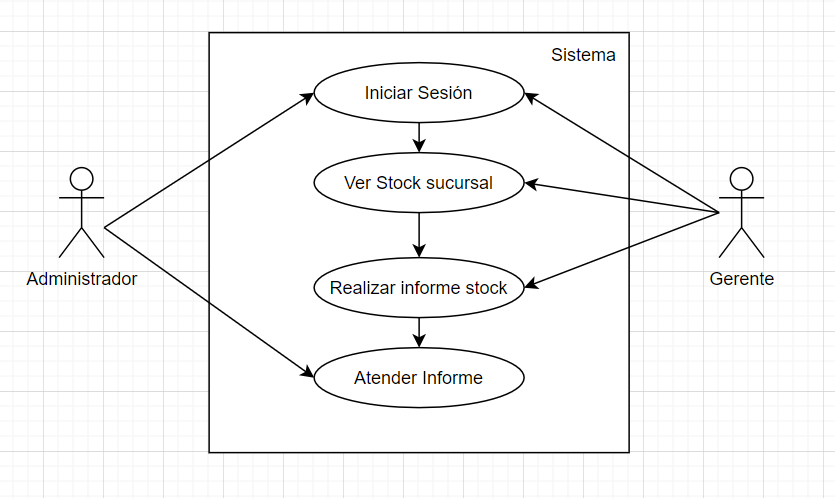 Sistema
Iniciar Sesión
Ver Stock sucursal
Administrador
Gerente
Realizar informe stock
Atender Informe